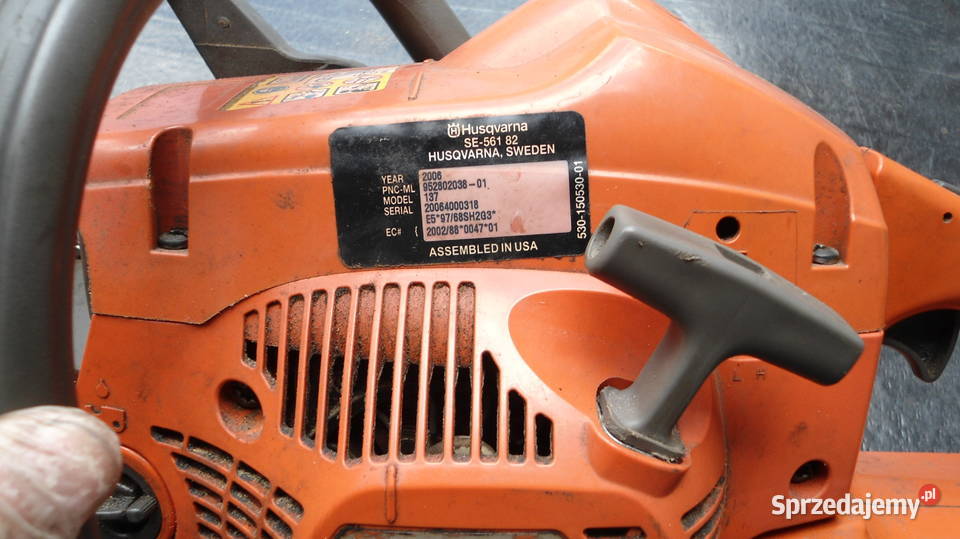 Husqvarna
SE-561 82
HUSQVARNA, SWEDEN
YEAR 2006
PNC-ML 952802038-01
MODEL 137
SERIAL 20064000318
E5*97/68SH2G3*
EC# { 2002/88*0047*01
ASSEMBLED IN USA
530-150530-01
L H
Sprzedajemy.pl